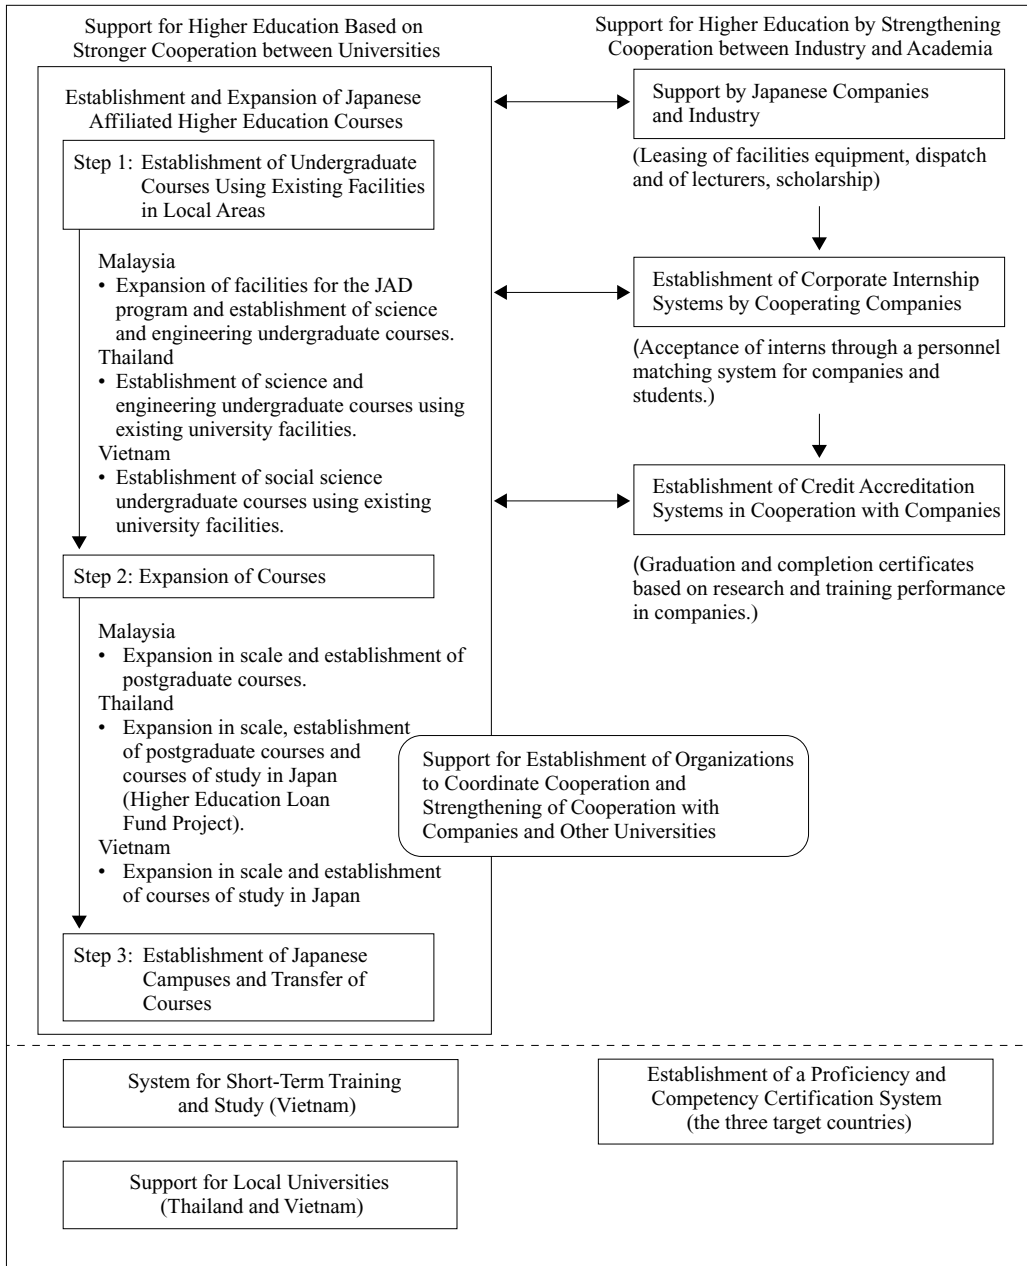 Support for Higher Education Based on
Stronger Cooperation between Universities
Establishment and Expansion of Japanese
Affiliated Higher Education Courses
Step 1: Establishment of Undergraduate
Courses Using Existing Facilities
in Local Areas
Malaysia
• Expansion of facilities for the JAD
program and establishment of science
and engineering undergraduate courses.
Thailand
• Establishment of science and
engineering undergraduate courses using
existing university facilities.
Vietnam
• Establishment of social science
undergraduate courses using existing
university facilities.
Step 2: Expansion of Courses
Malaysia
• Expansion in scale and establishment of
postgraduate courses.
Thailand
• Expansion in scale, establishment
of postgraduate courses and
courses of study in Japan
(Higher Education Loan
Fund Project).
Vietnam
• Expansion in scale and establishment
of courses of study in Japan
Step 3: Establishment of Japanese
Campuses and Transfer of
Courses
Support for Higher Education by Strengthening
Cooperation between Industry and Academia
Support by Japanese Companies
and Industry
(Leasing of facilities equipment, dispatch
and of lecturers, scholarship)
Establishment of Corporate Internship
Systems by Cooperating Companies
(Acceptance of interns through a personnel
matching system for companies and
students.)
Establishment of Credit Accreditation
Systems in Cooperation with Companies
(Graduation and completion certificates
based on research and training performance
in companies.)
Support for Establishment of Organizations
to Coordinate Cooperation and
Strengthening of Cooperation with
Companies and Other Universities
System for Short-Term Training
and Study (Vietnam)
Support for Local Universities
(Thailand and Vietnam)
Establishment of a Proficiency and
Competency Certification System
(the three target countries)